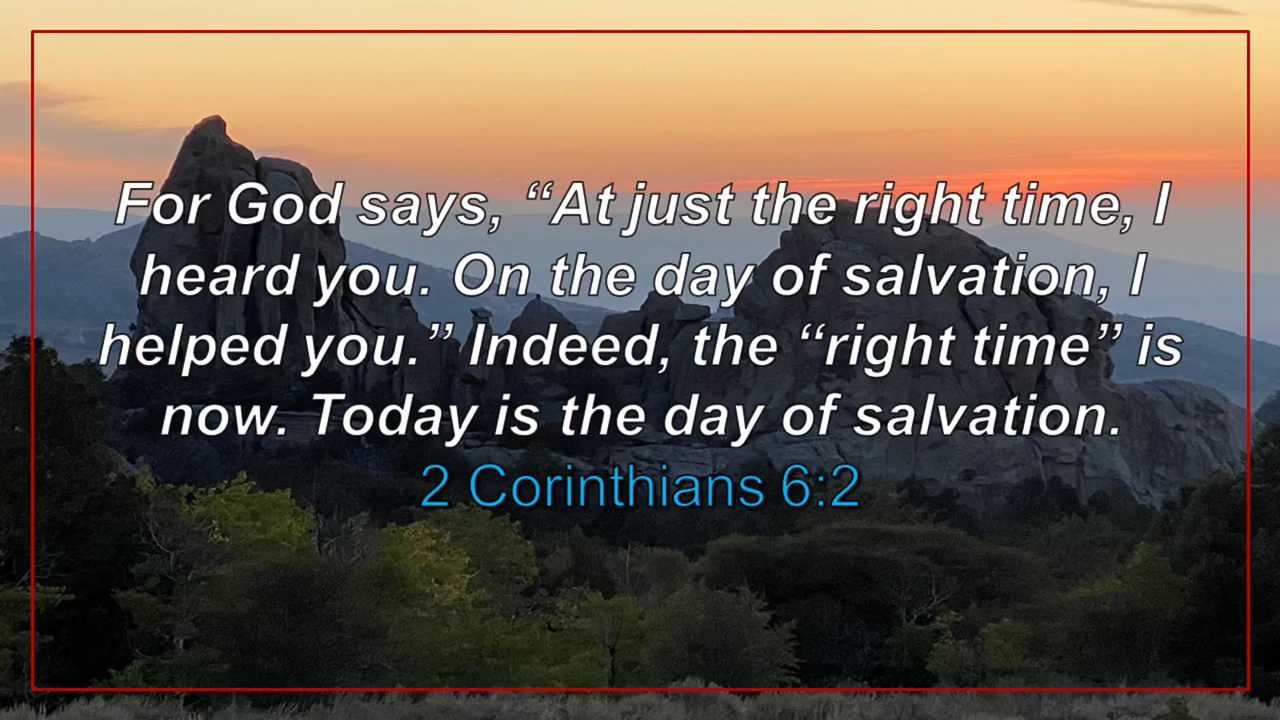 For God says, “At just the right time, I
heard you. On the day of salvation, I
helped you.” Indeed, the “right time” is
now. Today is the day of salvation.
2 Corinthians 6:2